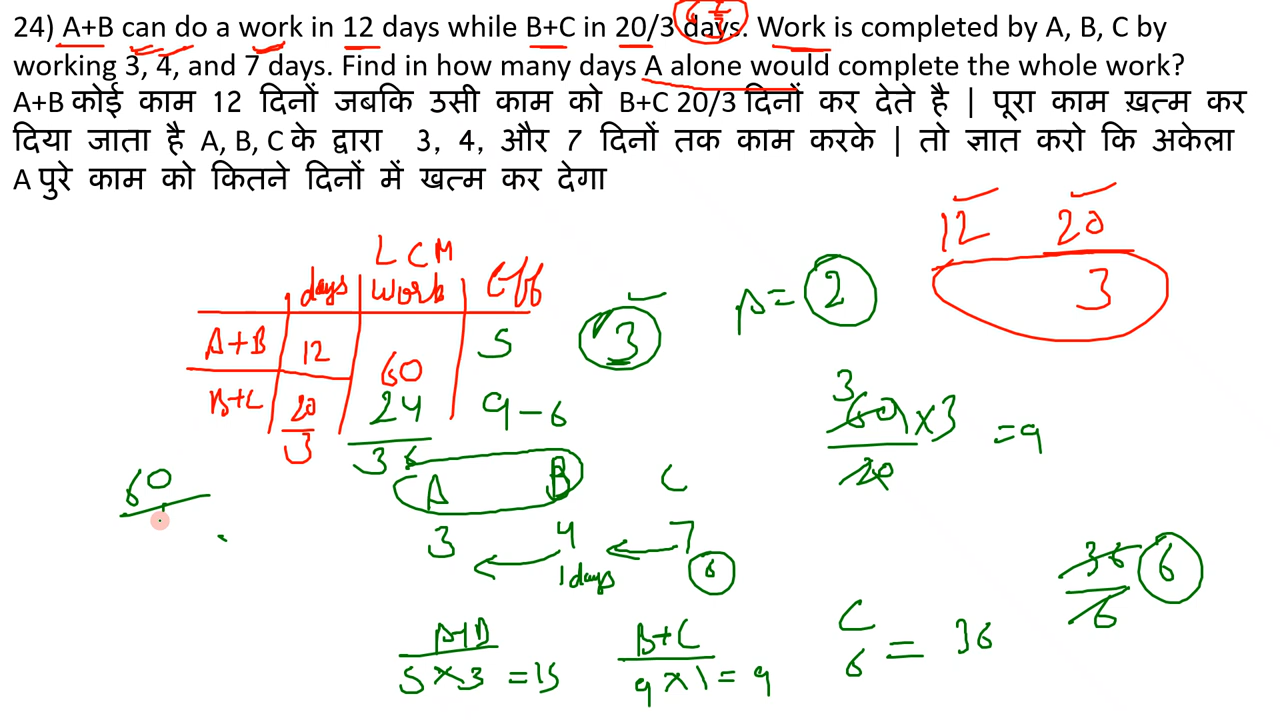 24) A+B can do a work in 12 days while B+C in 20/3 days. Work is completed by A, B, C by
working 3, 4, and 7 days. Find in how many days A alone would complete the whole work?
A+B कोई काम 12 दिनों जबकि उसी काम को B+C 20/3 दिनों कर देते है | पूरा काम ख़त्म कर
दिया जाता है A, B, C के द्वारा 3, 4, और 7 दिनों तक काम करके | तो ज्ञात करो कि अकेला
A पुरे काम को कितने दिनों में खत्म कर देगा
12 20
3
LCM
days work Eff
A+B 12 60 5
3
A = 2
B+C 20/3 24 9 - 6
36
60 × 3 = 9
20
3
60
A B C
3 4 7
1 days 6
36 6
6
A+B
5 × 3 = 15
B+C
9 × 1 = 9
C
6 = 36